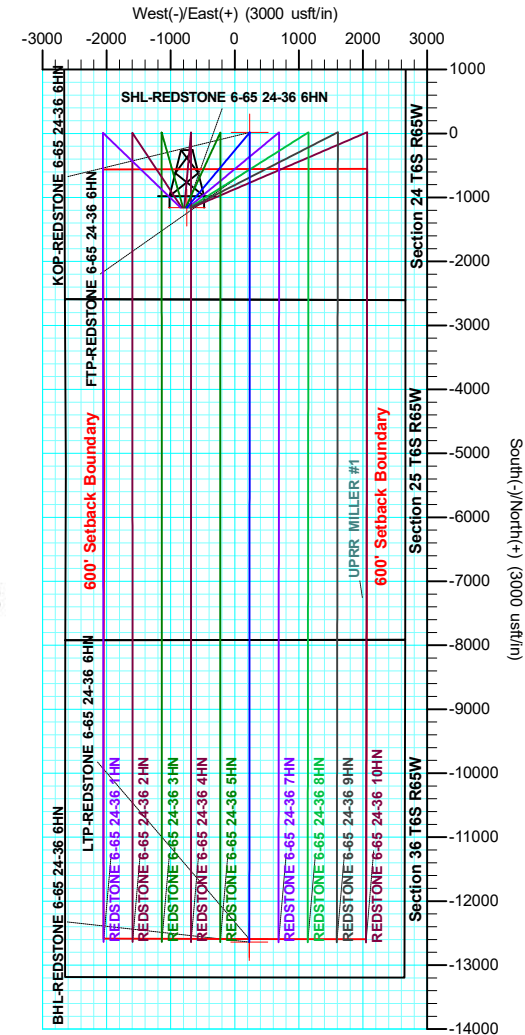 West(-)/East(+) (3000 usft/in)
-3000 -2000 -1000 0 1000 2000 3000
1000
0
-1000
-2000
-3000
-4000
-5000
-6000
-7000
-8000
-9000
-10000
-11000
-12000
-13000
-14000
South(-)/North(+) (3000 usft/in)
SHL-REDSTONE 6-65 24-36 6HN
KOP-REDSTONE 6-65 24-36 6HN
FTP-REDSTONE 6-65 24-36 6HN
Section 24 T6S R65W
Section 25 T6S R65W
Section 36 T6S R65W
600' Setback Boundary
UPRR MILLER #1
600' Setback Boundary
LTP-REDSTONE 6-65 24-36 6HN
BHL-REDSTONE 6-65 24-36 6HN
REDSTONE 6-65 24-36 1HN
REDSTONE 6-65 24-36 2HN
REDSTONE 6-65 24-36 3HN
REDSTONE 6-65 24-36 4HN
REDSTONE 6-65 24-36 5HN
REDSTONE 6-65 24-36 7HN
REDSTONE 6-65 24-36 8HN
REDSTONE 6-65 24-36 9HN
REDSTONE 6-65 24-36 10HN